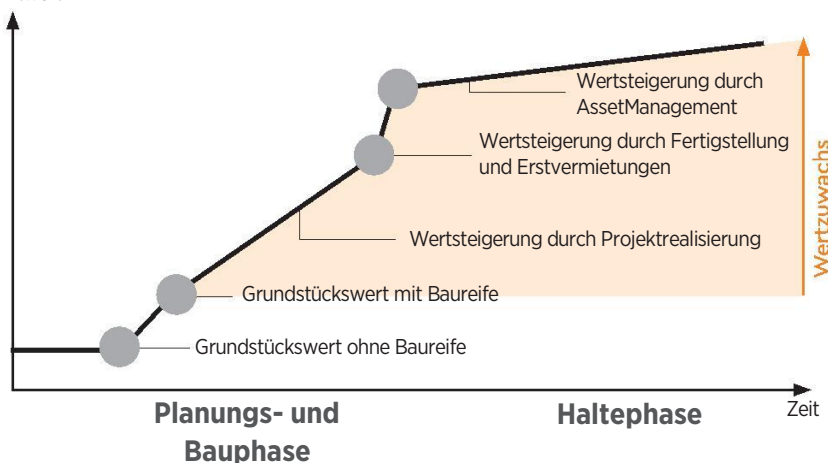 Wertsteigerung durch
AssetManagement
Wertsteigerung durch Fertigstellung
und Erstvermietungen
Wertzuwachs
Wertsteigerung durch Projektrealisierung
Grundstückswert mit Baureife
Grundstückswert ohne Baureife
Zeit
Planungs- und
Bauphase
Haltephase